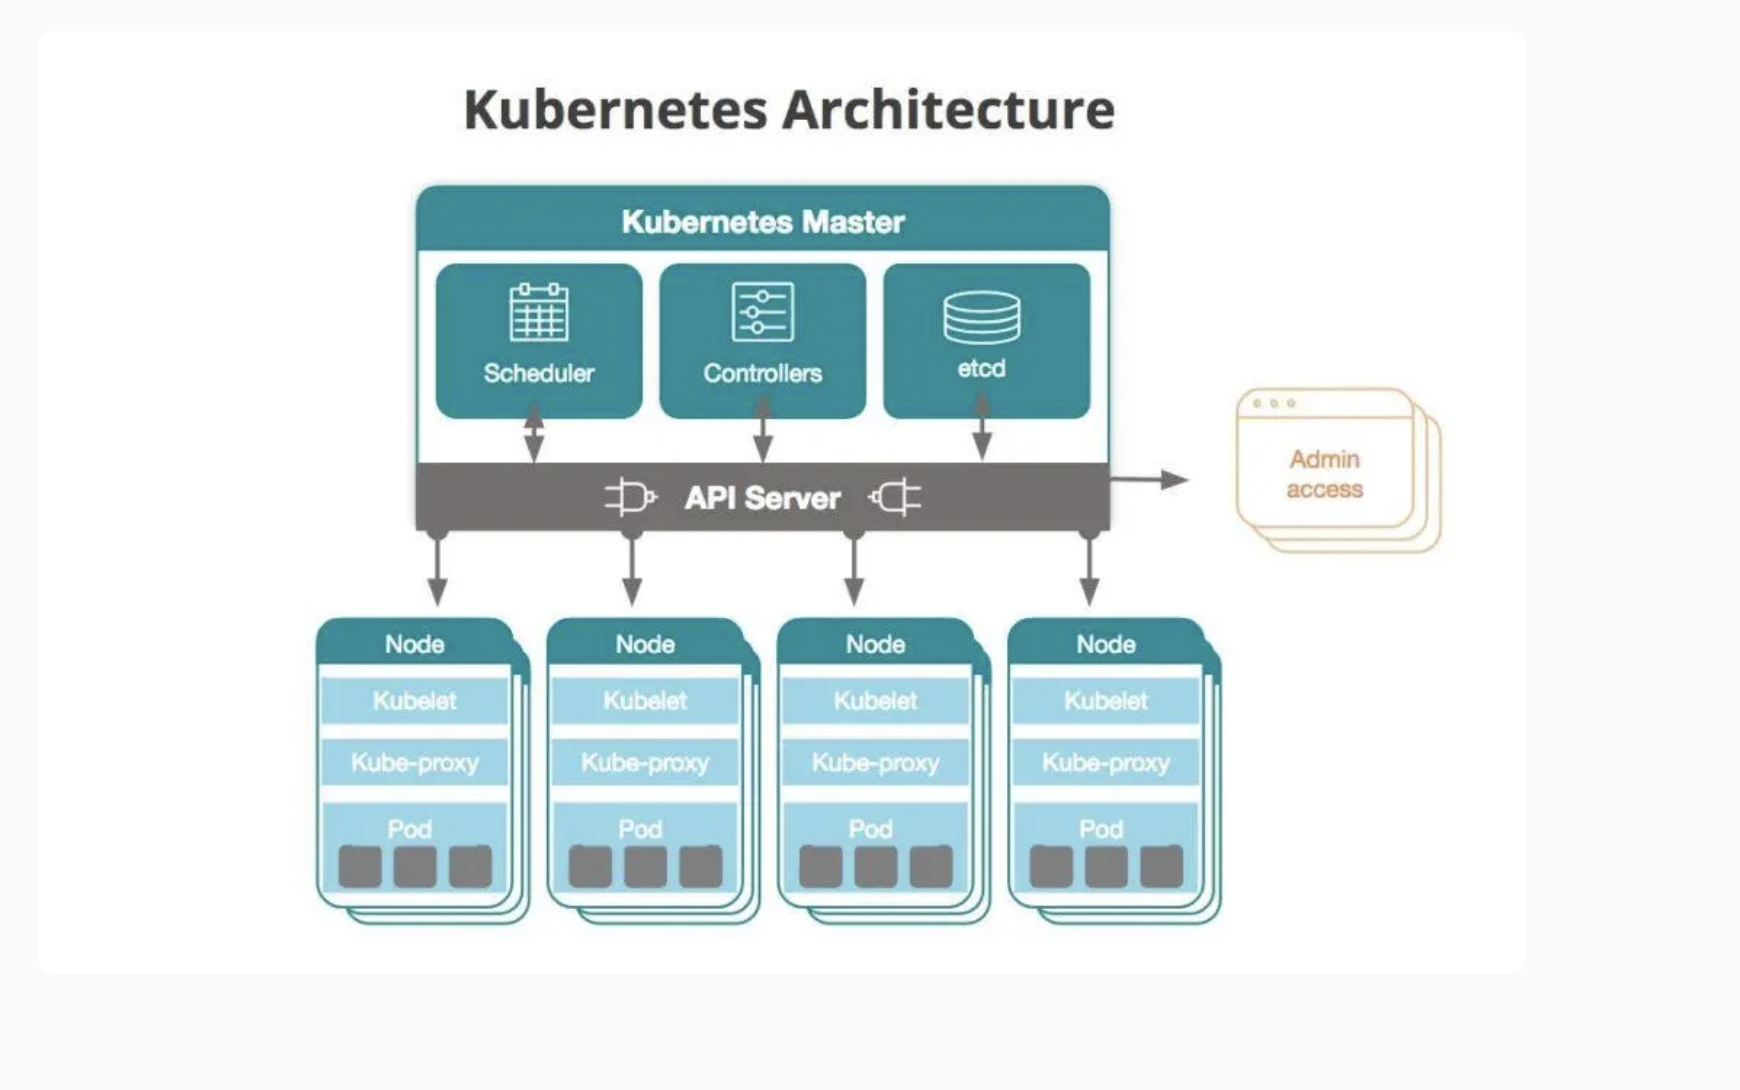 Kubernetes Architecture
Kubernetes Master
Scheduler
Controllers
etcd
API Server
Admin
access
Node
Kubelet
Kube-proxy
Pod
Node
Kubelet
Kube-proxy
Pod
Node
Kubelet
Kube-proxy
Pod
Node
Kubelet
Kube-proxy
Pod